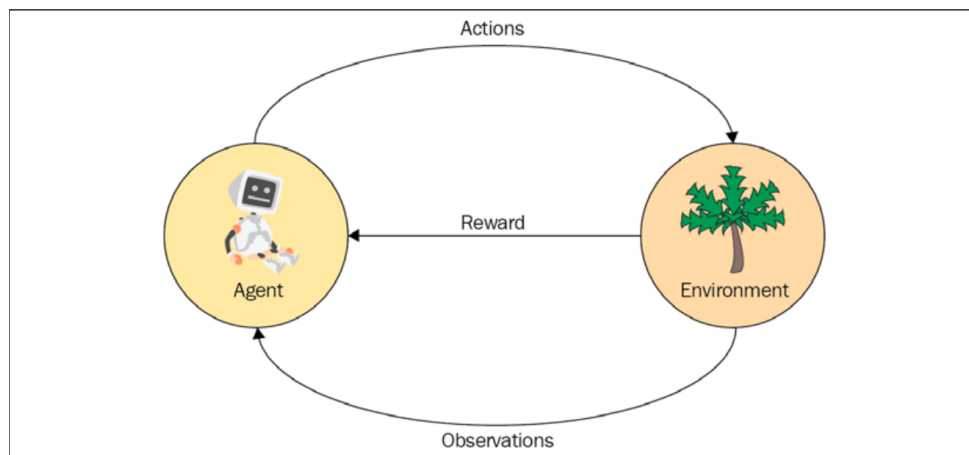 Actions
Reward
Agent
Environment
Observations